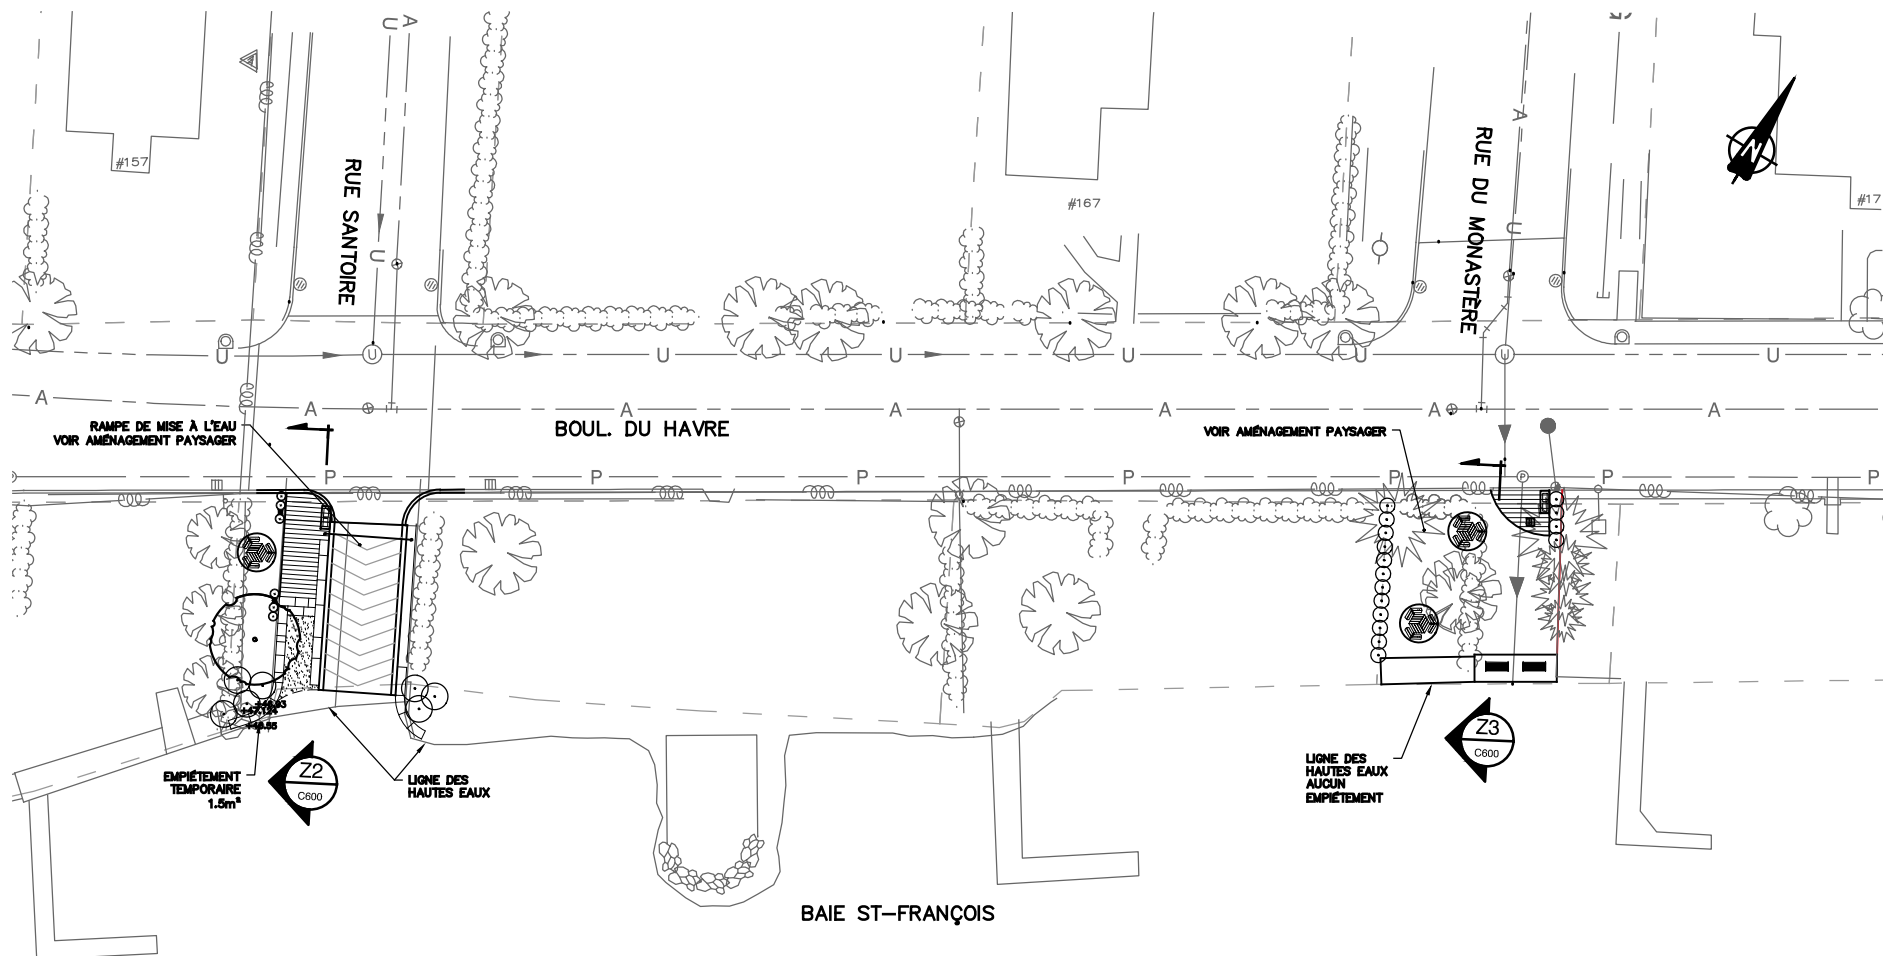 #157
RUE SANTOIRE
A
U
U
#167
RUE DU MONASTÈRE
A
U
N
#17
U
U
U
U
U
U
U
U
A
A
A
A
A
A
A
RAMPE DE MISE À L'EAU
VOIR AMÉNAGEMENT PAYSAGER
BOUL. DU HAVRE
VOIR AMÉNAGEMENT PAYSAGER
P
P
P
P
P
P
P
P
EMPIÉTEMENT
TEMPORAIRE
1.5m²
Z2
C600
LIGNE DES
HAUTES EAUX
Z3
C600
LIGNE DES
HAUTES EAUX
AUCUN
EMPIÉTEMENT
BAIE ST-FRANÇOIS